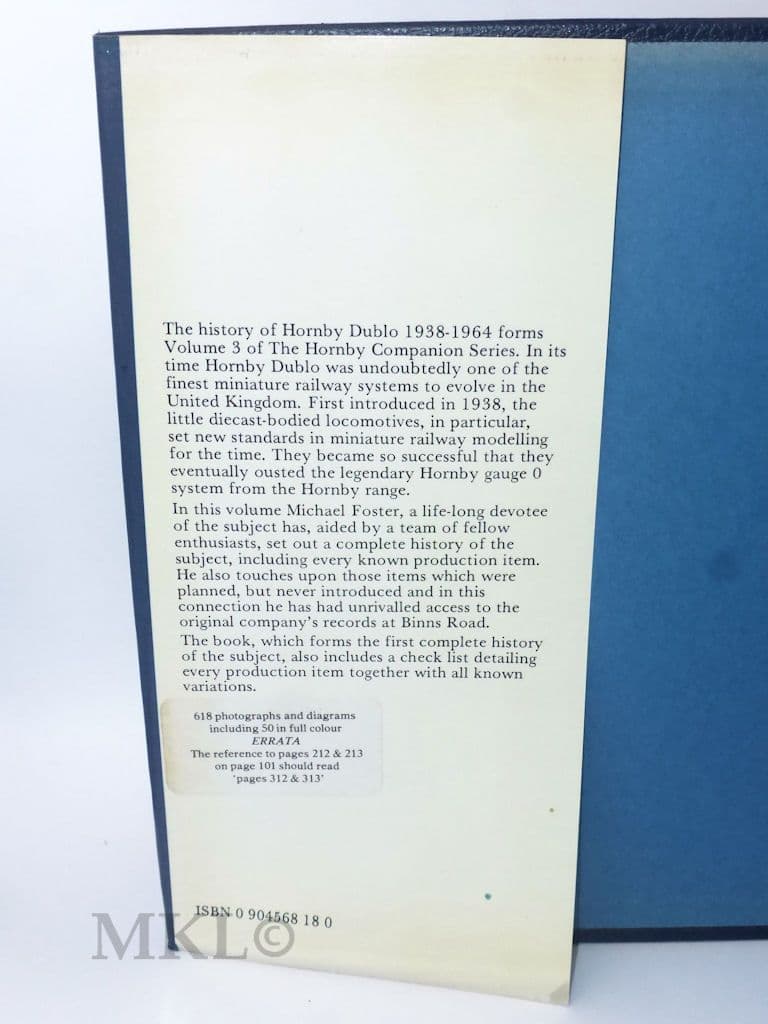 The history of Hornby Dublo 1938-1964 forms
Volume 3 of The Hornby Companion Series. In its
time Hornby Dublo was undoubtedly one of the
finest miniature railway systems to evolve in the
United Kingdom. First introduced in 1938, the
little diecast-bodied locomotives, in particular,
set new standards in miniature railway modelling
for the time. They became so successful that they
eventually ousted the legendary Hornby gauge 0
system from the Hornby range.
In this volume Michael Foster, a life-long devotee
of the subject has, aided by a team of fellow
enthusiasts, set out a complete history of the
subject, including every known production item.
He also touches upon those items which were
planned, but never introduced and in this
connection he has had unrivalled access to the
original company's records at Binns Road.
The book, which forms the first complete history
of the subject, also includes a check list detailing
every production item together with all known
variations.
618 photographs and diagrams
including 50 in full colour
ERRATA
The reference to pages 212 & 213
on page 101 should read
'pages 312 & 313'
ISBN 0 904568 18 0
MKL©